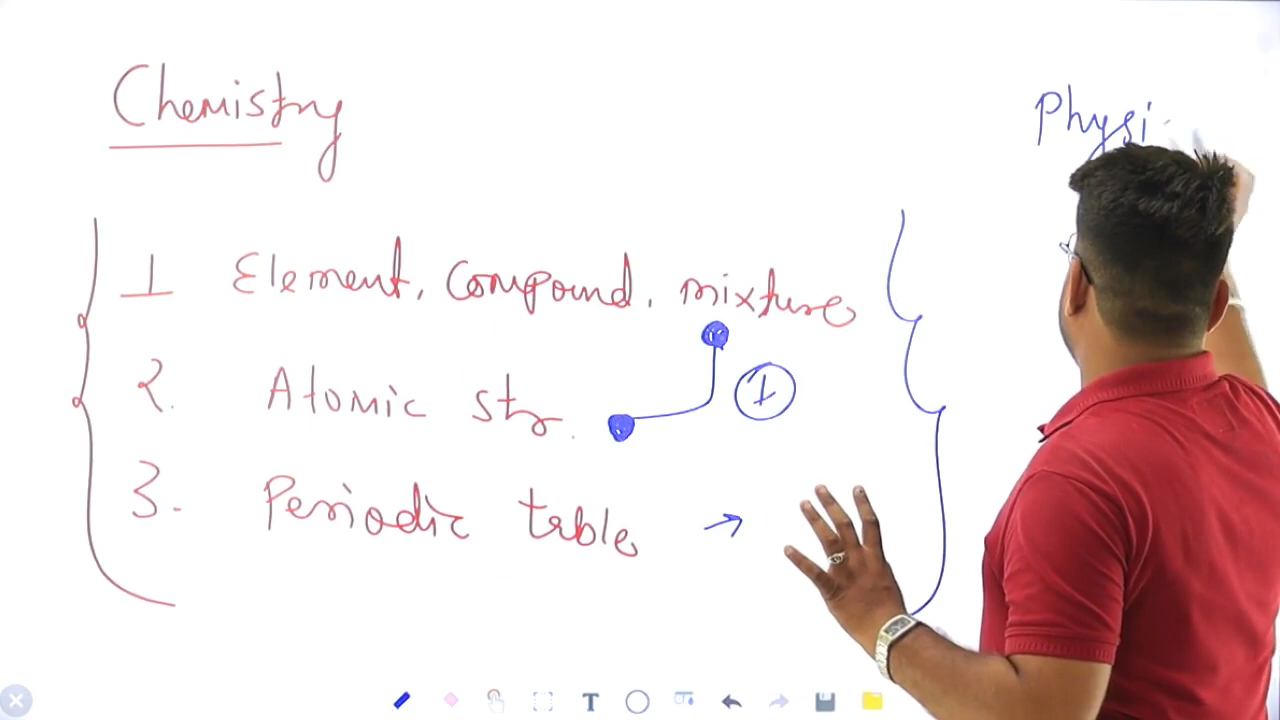 Chemistry
Physi
1 Element, Compound, mixture
2. Atomic str.
1
3. Periodic table →
T